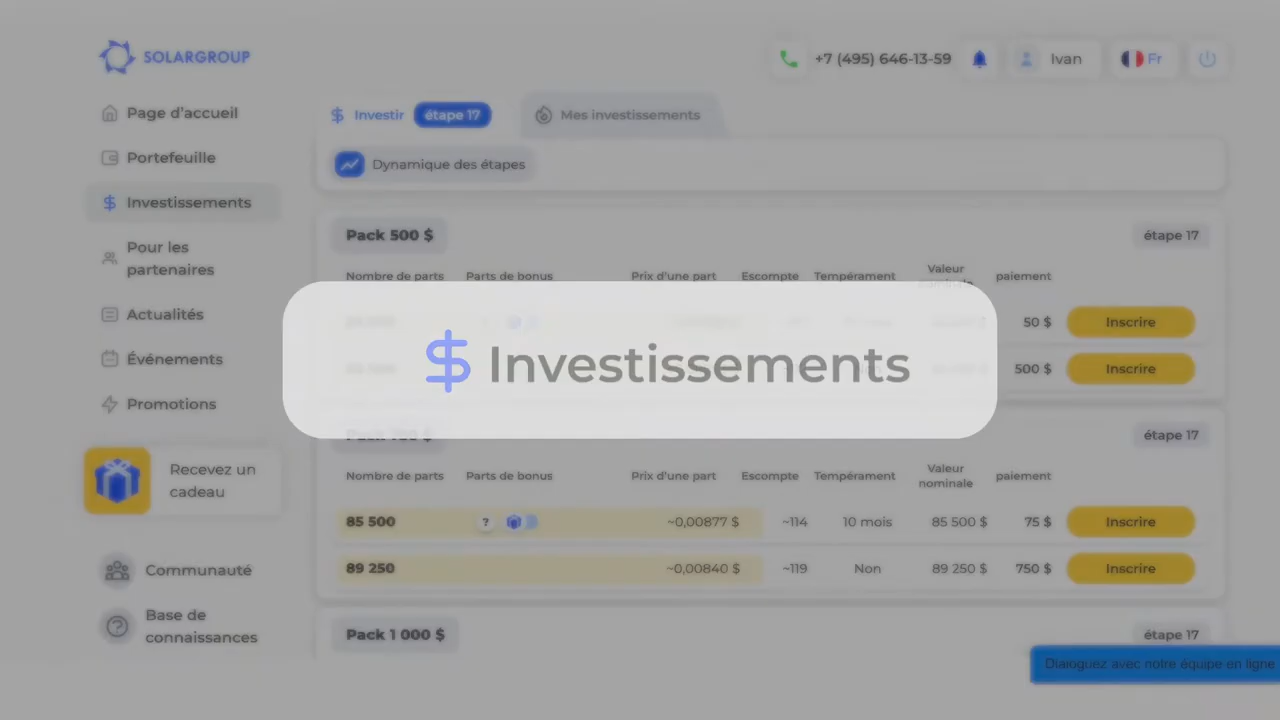 SOLARGROUP
+7 (495) 646-13-59
Ivan
Fr
Page d'accueil
Portefeuille
Investissements
Pour les
partenaires
Actualités
Événements
Promotions
Recevez un
cadeau
Communauté
Base de
connaissances
Investir
étape 17
Mes investissements
Dynamique des étapes
Pack 500 $
étape 17
Nombre de parts Parts de bonus Prix d'une part Escompte Tempérament Valeur nominale paiement
50 $ Inscrire
500 $ Inscrire
Investissements
étape 17
Nombre de parts Parts de bonus Prix d'une part Escompte Tempérament Valeur nominale paiement
85 500 ? ~0,00877 $ ~114 10 mois 85 500 $ 75 $ Inscrire
89 250 ~0,00840 $ ~119 Non 89 250 $ 750 $ Inscrire
Pack 1 000 $
étape 17
Dialoguez avec notre équipe en ligne